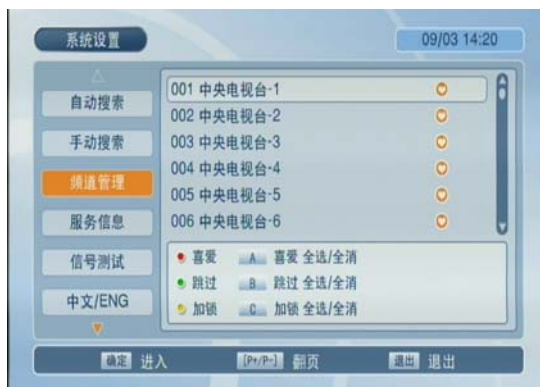 系统设置
09/03 14:20
自动搜索
手动搜索
频道管理
服务信息
信号测试
中文/ENG
001 中央电视台-1
002 中央电视台-2
003 中央电视台-3
004 中央电视台-4
005 中央电视台-5
006 中央电视台-6
喜爱 A 喜爱 全选/全消
跳过 B 跳过 全选/全消
加锁 C 加锁 全选/全消
确定 进入 [P+/P-] 翻页 退出 退出